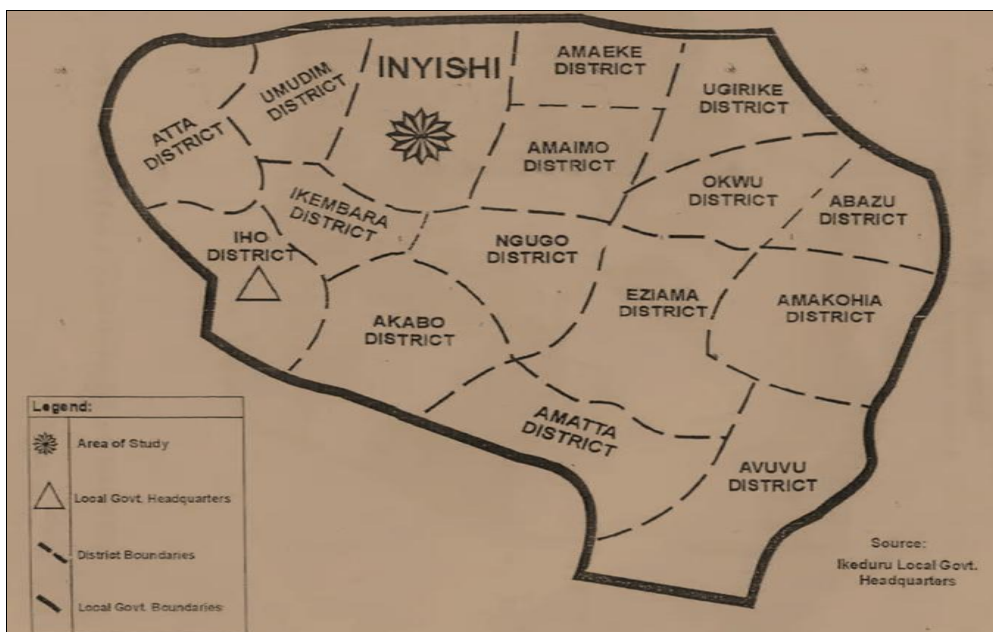 INYISHI
AMAEKE
DISTRICT
UMUDIM
DISTRICT
UGIRIKE
DISTRICT
ATTA
DISTRICT
AMAIMO
DISTRICT
OKWU
DISTRICT
ABAZU
DISTRICT
IKEMBARA
DISTRICT
IHO
DISTRICT
NGUGO
DISTRICT
EZIAMA
DISTRICT
AMAKOHIA
DISTRICT
AKABO
DISTRICT
AMATTA
DISTRICT
AVUVU
DISTRICT
Legend:
Area of Study
Local Govt. Headquarters
District Boundaries
Local Govt. Boundaries
Source:
Ikeduru Local Govt.
Headquarters